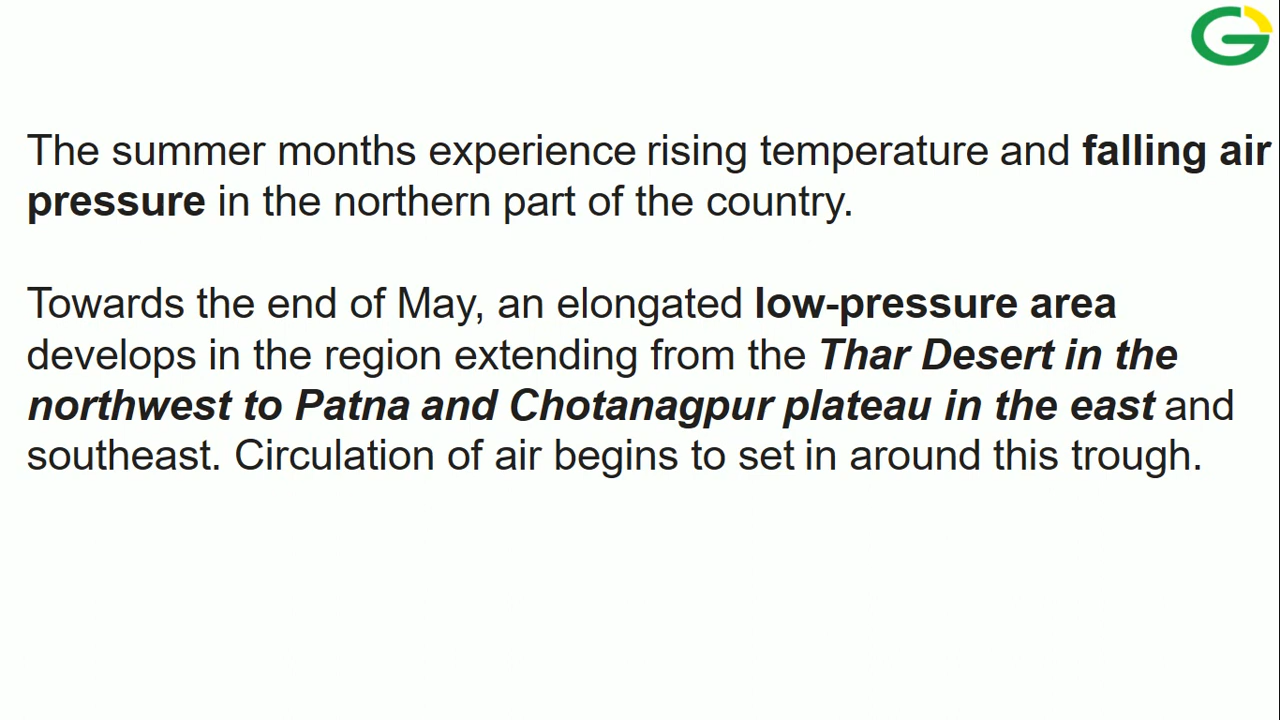 The summer months experience rising temperature and falling air
pressure in the northern part of the country.
Towards the end of May, an elongated low-pressure area
develops in the region extending from the Thar Desert in the
northwest to Patna and Chotanagpur plateau in the east and
southeast. Circulation of air begins to set in around this trough.